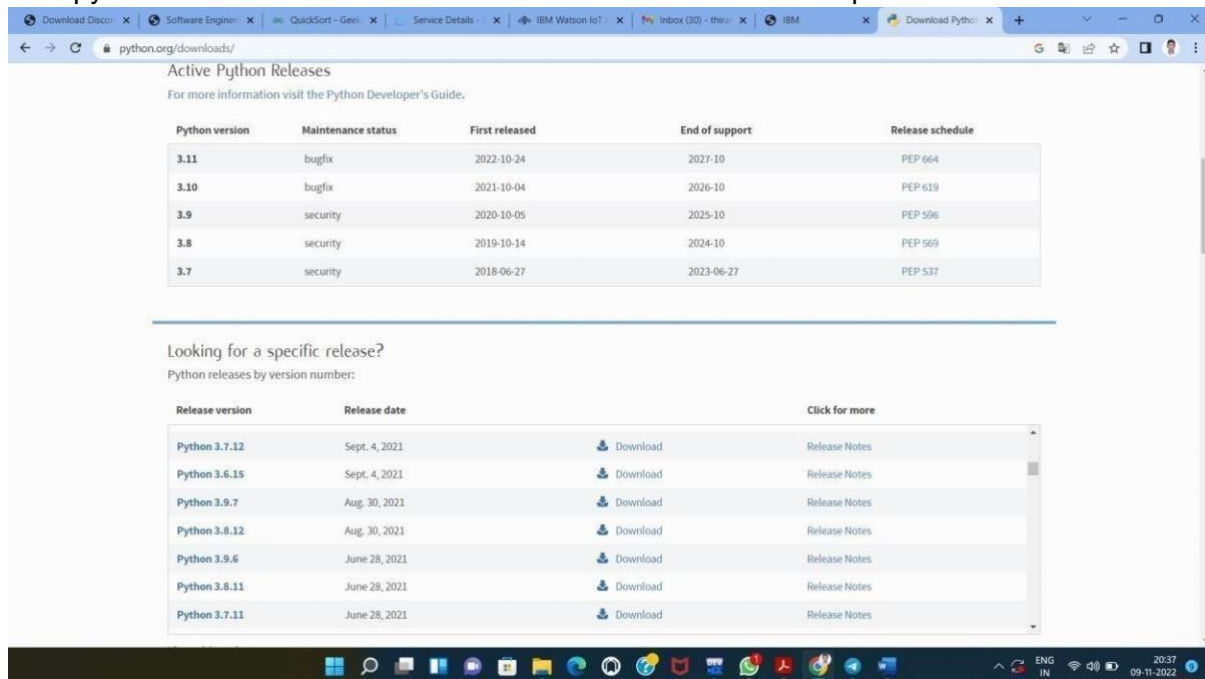 Download Discor
Software Engineer
QuickSort - Geek
Service Details -
IBM Watson IoT
Inbox (30) - thira
IBM
Download Python
python.org/downloads/
Active Python Releases
For more information visit the Python Developer's Guide.
Python version Maintenance status First released End of support Release schedule
3.11 bugfix 2022-10-24 2027-10 PEP 664
3.10 bugfix 2021-10-04 2026-10 PEP 619
3.9 security 2020-10-05 2025-10 PEP 596
3.8 security 2019-10-14 2024-10 PEP 569
3.7 security 2018-06-27 2023-06-27 PEP 537
Looking for a specific release?
Python releases by version number:
Release version Release date Click for more
Python 3.7.12 Sept. 4, 2021 Download Release Notes
Python 3.6.15 Sept. 4, 2021 Download Release Notes
Python 3.9.7 Aug. 30, 2021 Download Release Notes
Python 3.8.12 Aug. 30, 2021 Download Release Notes
Python 3.9.6 June 28, 2021 Download Release Notes
Python 3.8.11 June 28, 2021 Download Release Notes
Python 3.7.11 June 28, 2021 Download Release Notes
ENG 20:37
IN 09-11-2022